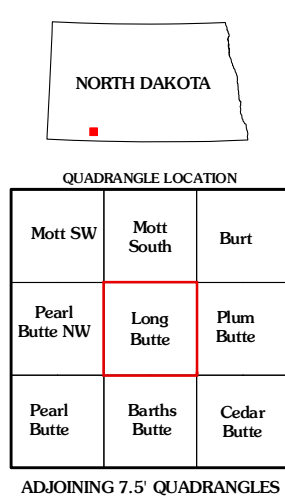 NORTH DAKOTA
QUADRANGLE LOCATION
Mott SW
Mott
South
Burt
Pearl
Butte NW
Long
Butte
Plum
Butte
Pearl
Butte
Barths
Butte
Cedar
Butte
ADJOINING 7.5' QUADRANGLES